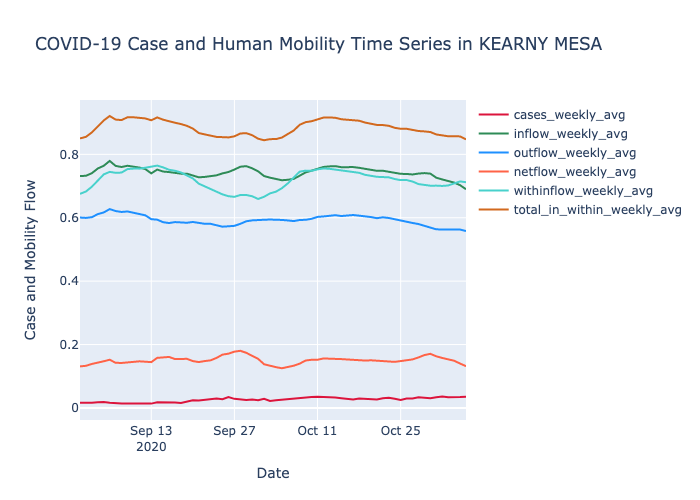 COVID-19 Case and Human Mobility Time Series in KEARNY MESA
cases_weekly_avg
inflow_weekly_avg
outflow_weekly_avg
netflow_weekly_avg
withinflow_weekly_avg
total_in_within_weekly_avg
Case and Mobility Flow
0.8
0.6
0.4
0.2
0
Sep 13
2020
Sep 27
Oct 11
Oct 25
Date